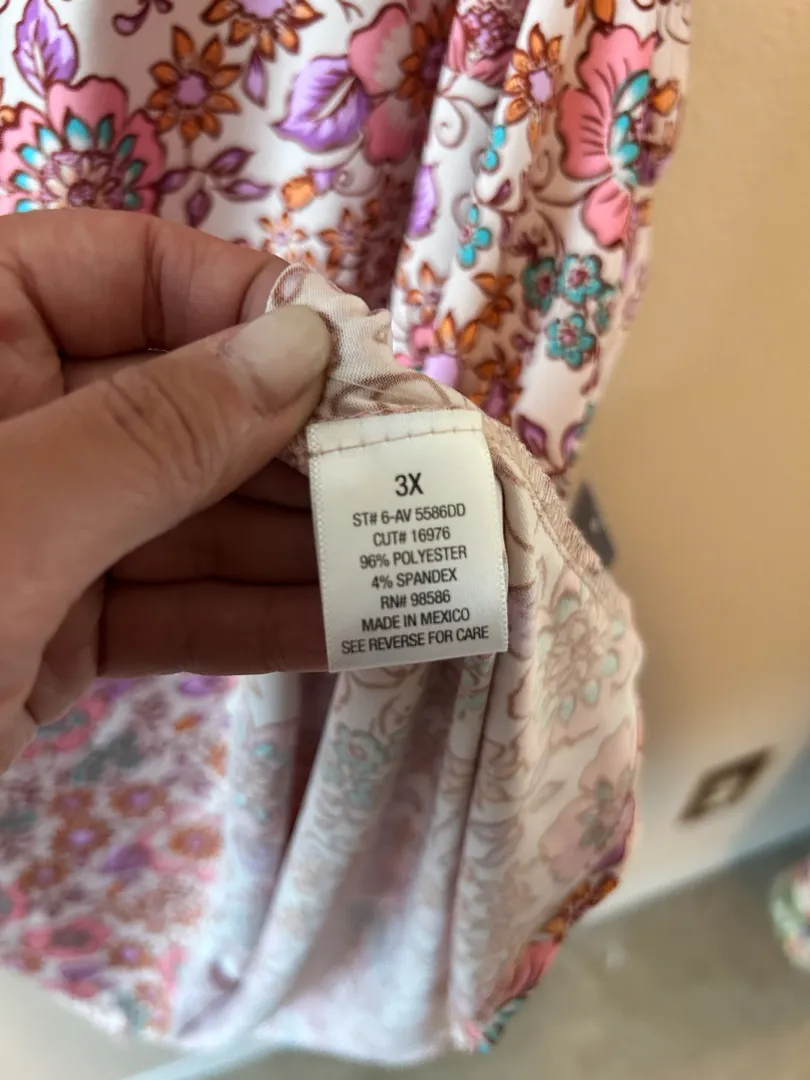 3X
ST# 6-AV 5586DD
CUT# 16976
96% POLYESTER
4% SPANDEX
RN# 98586
MADE IN MEXICO
SEE REVERSE FOR CARE